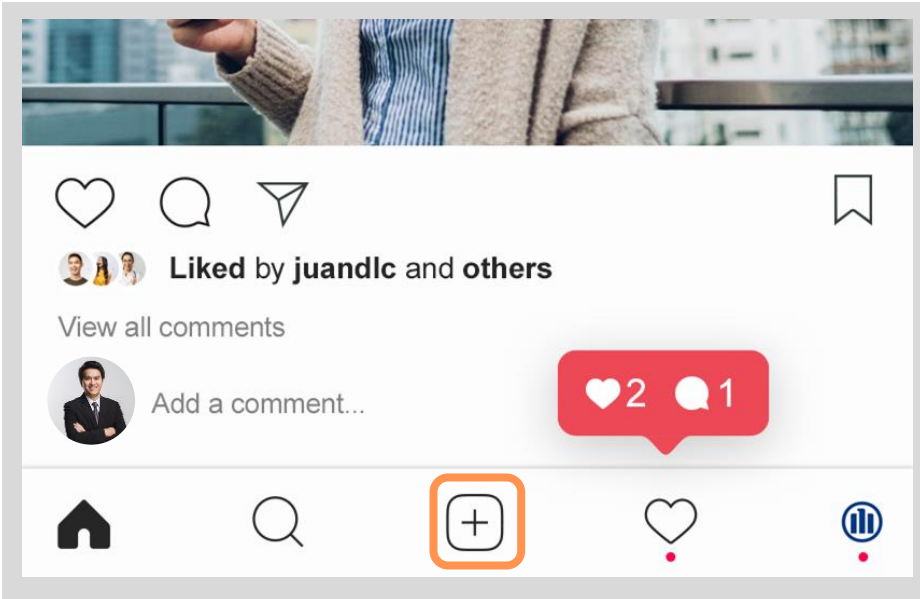 Liked by juandlc and others
View all comments
Add a comment...
2 1